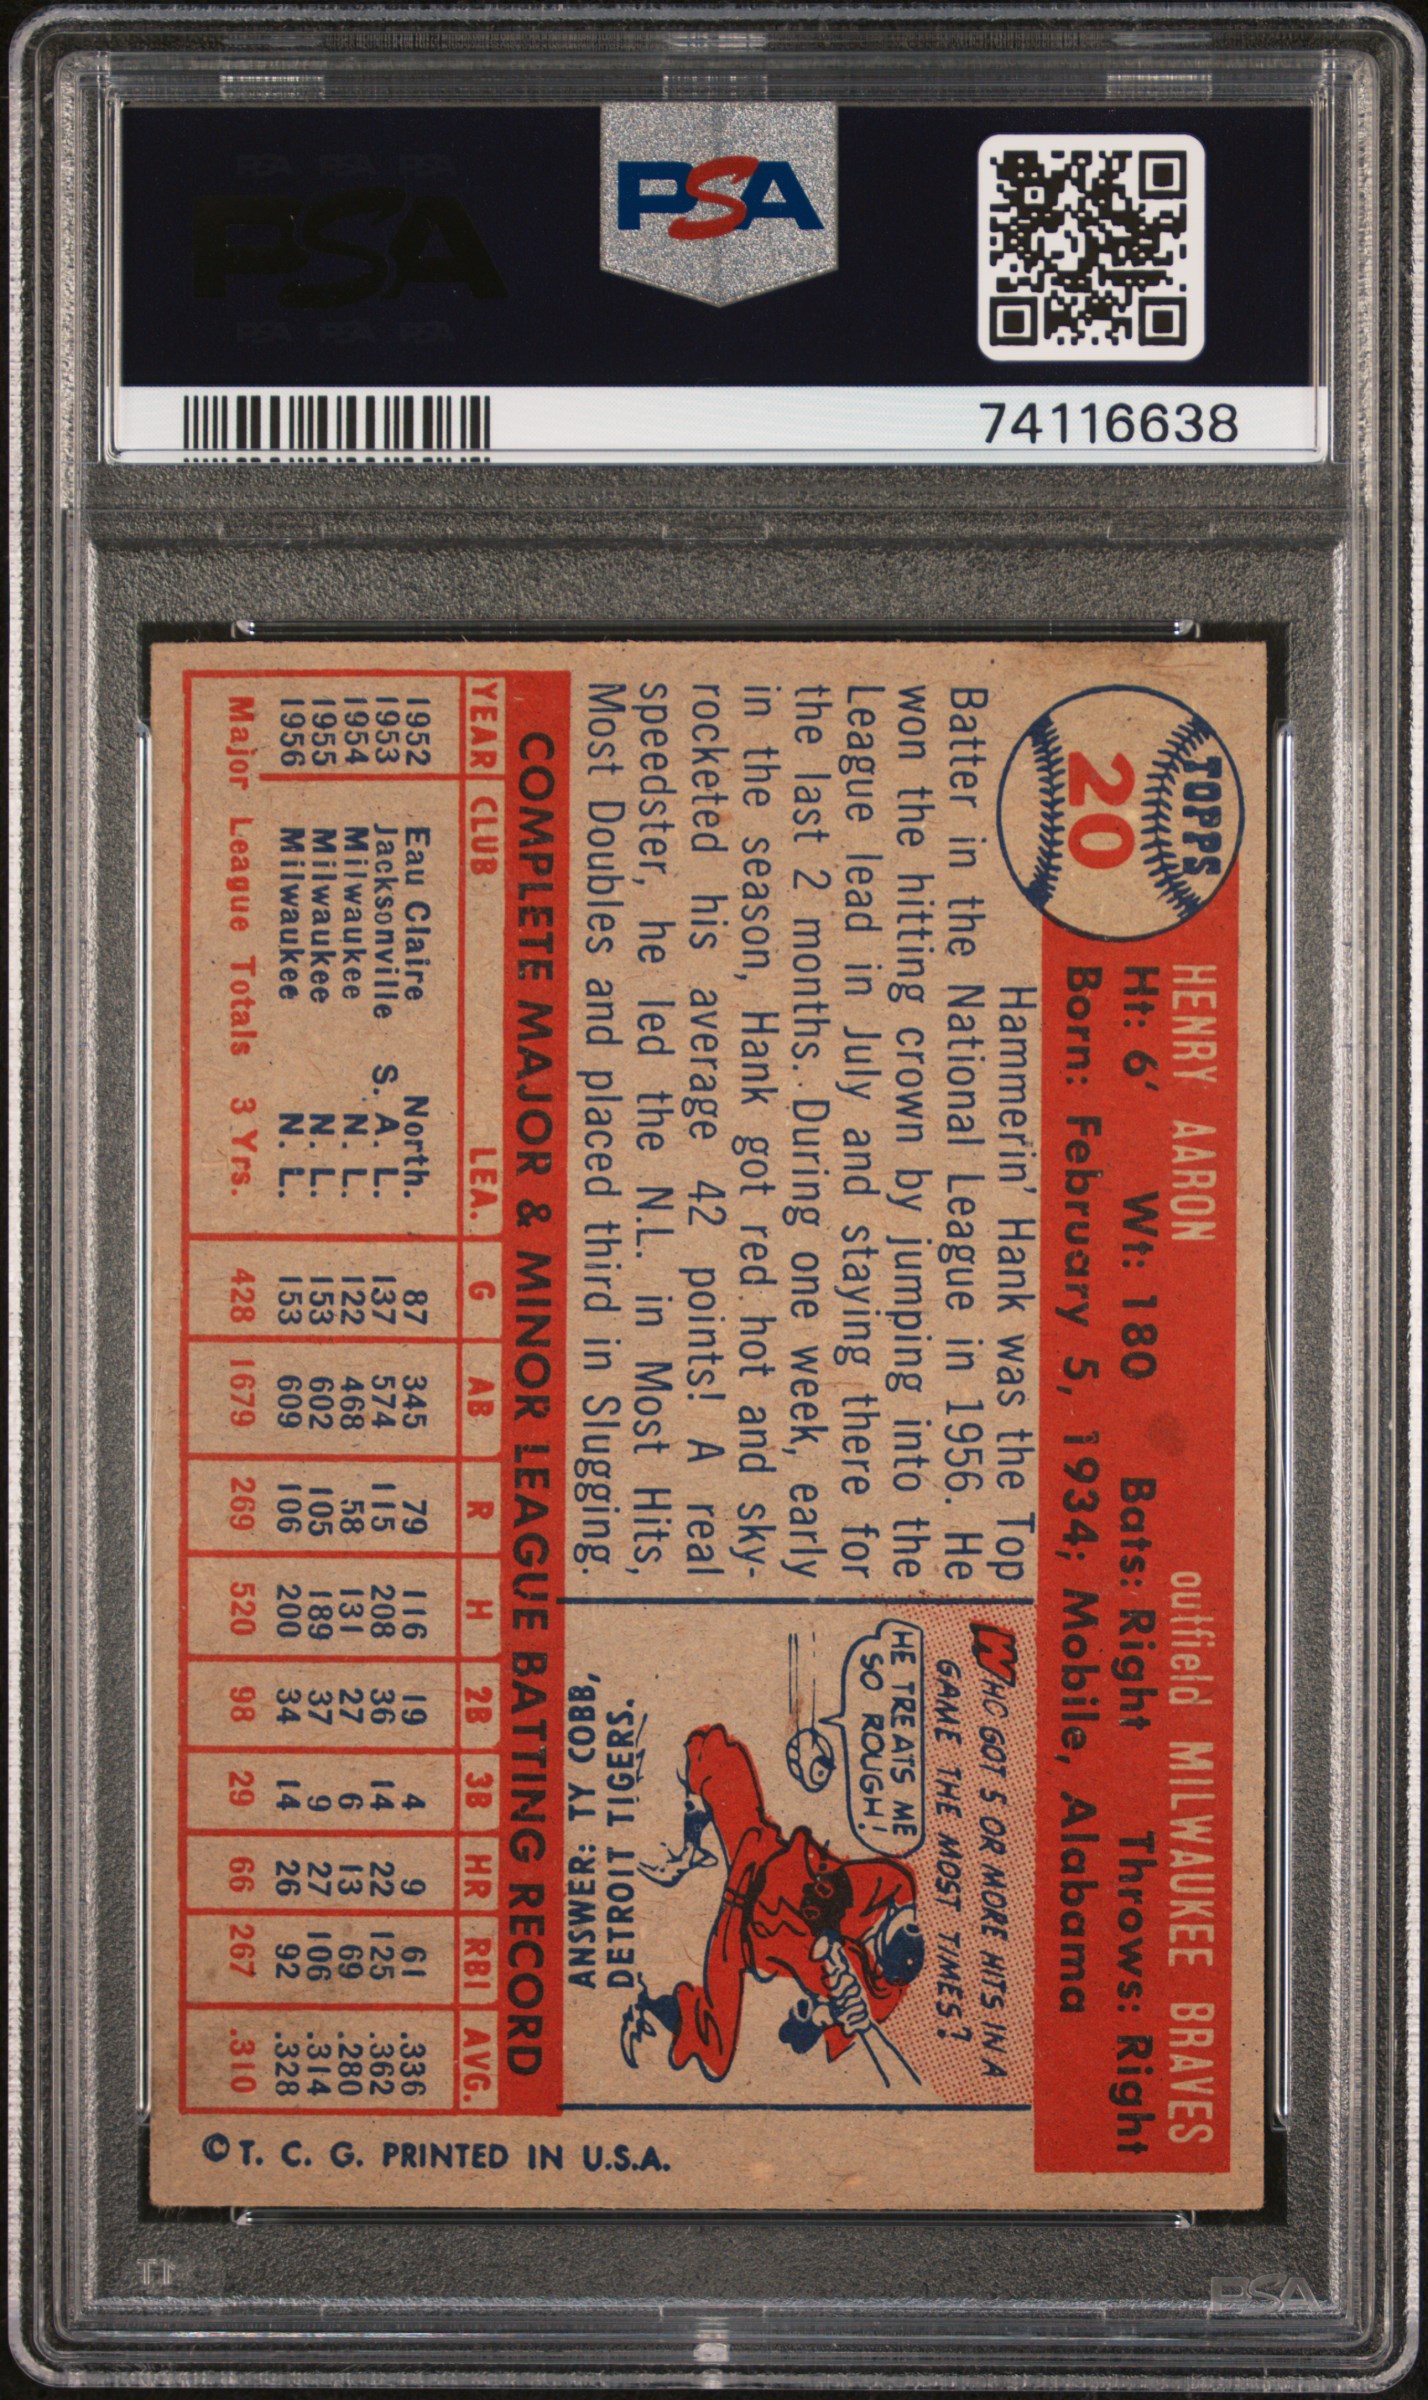 PSA PSA PSA
PSA
PSA PSA PSA
PSA
74116638
TOPPS
20
HENRY AARON outfield MILWAUKEE BRAVES
Ht: 6' Wt: 180 Bats: Right Throws: Right
Born: February 5, 1934; Mobile, Alabama
Hammerin' Hank was the Top
Batter in the National League in 1956. He
won the hitting crown by jumping into the
League lead in July and staying there for
the last 2 months. During one week, early
in the season, Hank got red hot and sky-
rocketed his average 42 points! A real
speedster, he led the N.L. in Most Hits,
Most Doubles and placed third in Slugging.
WHO GOT 5 OR MORE HITS IN A
GAME THE MOST TIMES?
HE TREATS ME
SO ROUGH!
ANSWER: TY COBB,
DETROIT TIGERS.
COMPLETE MAJOR & MINOR LEAGUE BATTING RECORD
YEAR CLUB LEA. G AB R H 2B 3B HR RBI AVG.
1952 Eau Claire North. 87 345 79 116 19 4 9 61 .336
1953 Jacksonville S. A. L. 137 574 115 208 36 14 22 125 .362
1954 Milwaukee N. L. 122 468 58 131 27 6 13 69 .280
1955 Milwaukee N. L. 153 602 105 189 37 9 27 106 .314
1956 Milwaukee N. L. 153 609 106 200 34 14 26 92 .328
Major League Totals 3 Yrs. 428 1679 269 520 98 29 66 267 .310
© T. C. G. PRINTED IN U.S.A.
PSA